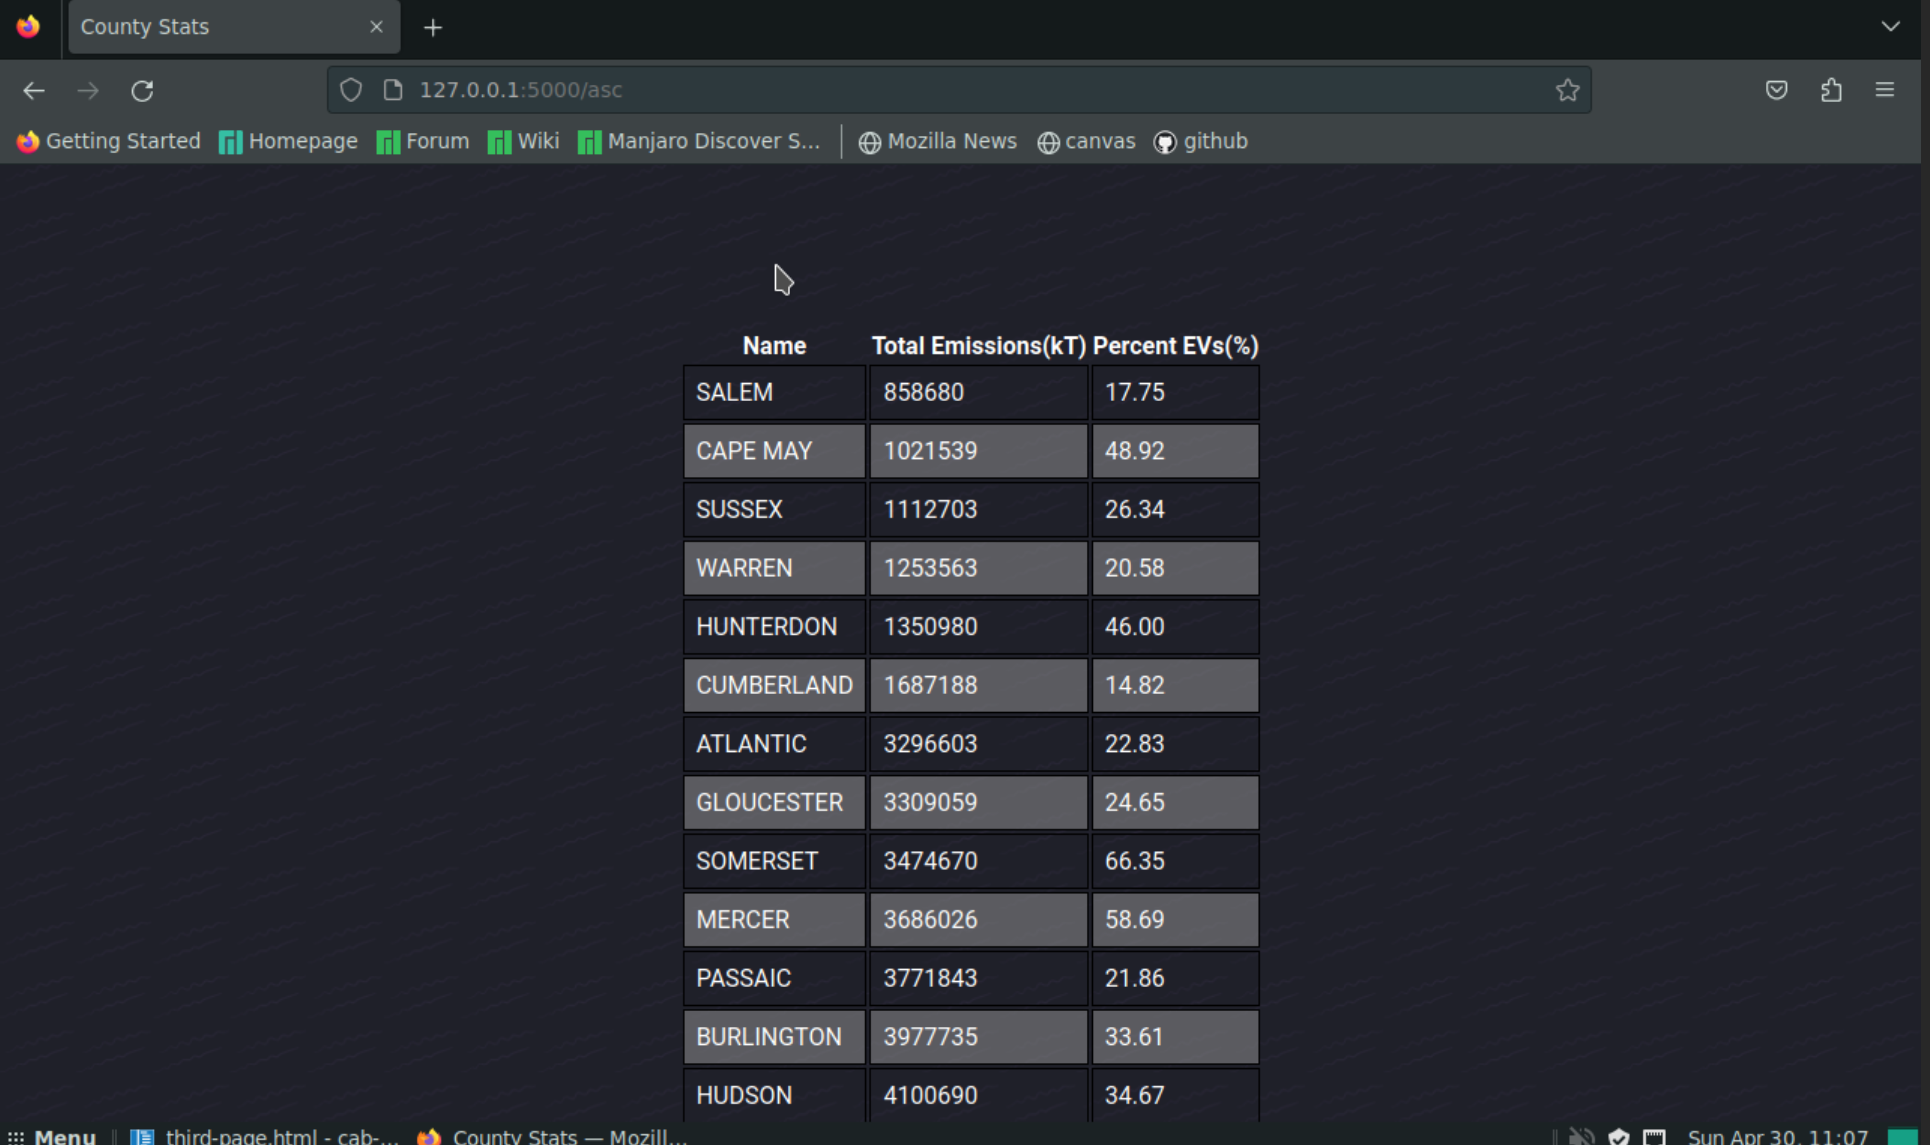 County Stats
127.0.0.1:5000/asc
Getting Started Homepage Forum Wiki Manjaro Discover S... Mozilla News canvas github
Name Total Emissions(kT) Percent EVs(%)
SALEM 858680 17.75
CAPE MAY 1021539 48.92
SUSSEX 1112703 26.34
WARREN 1253563 20.58
HUNTERDON 1350980 46.00
CUMBERLAND 1687188 14.82
ATLANTIC 3296603 22.83
GLOUCESTER 3309059 24.65
SOMERSET 3474670 66.35
MERCER 3686026 58.69
PASSAIC 3771843 21.86
BURLINGTON 3977735 33.61
HUDSON 4100690 34.67
Menu third-page.html - cab-... County Stats — Mozill... Sun Apr 30, 11:07